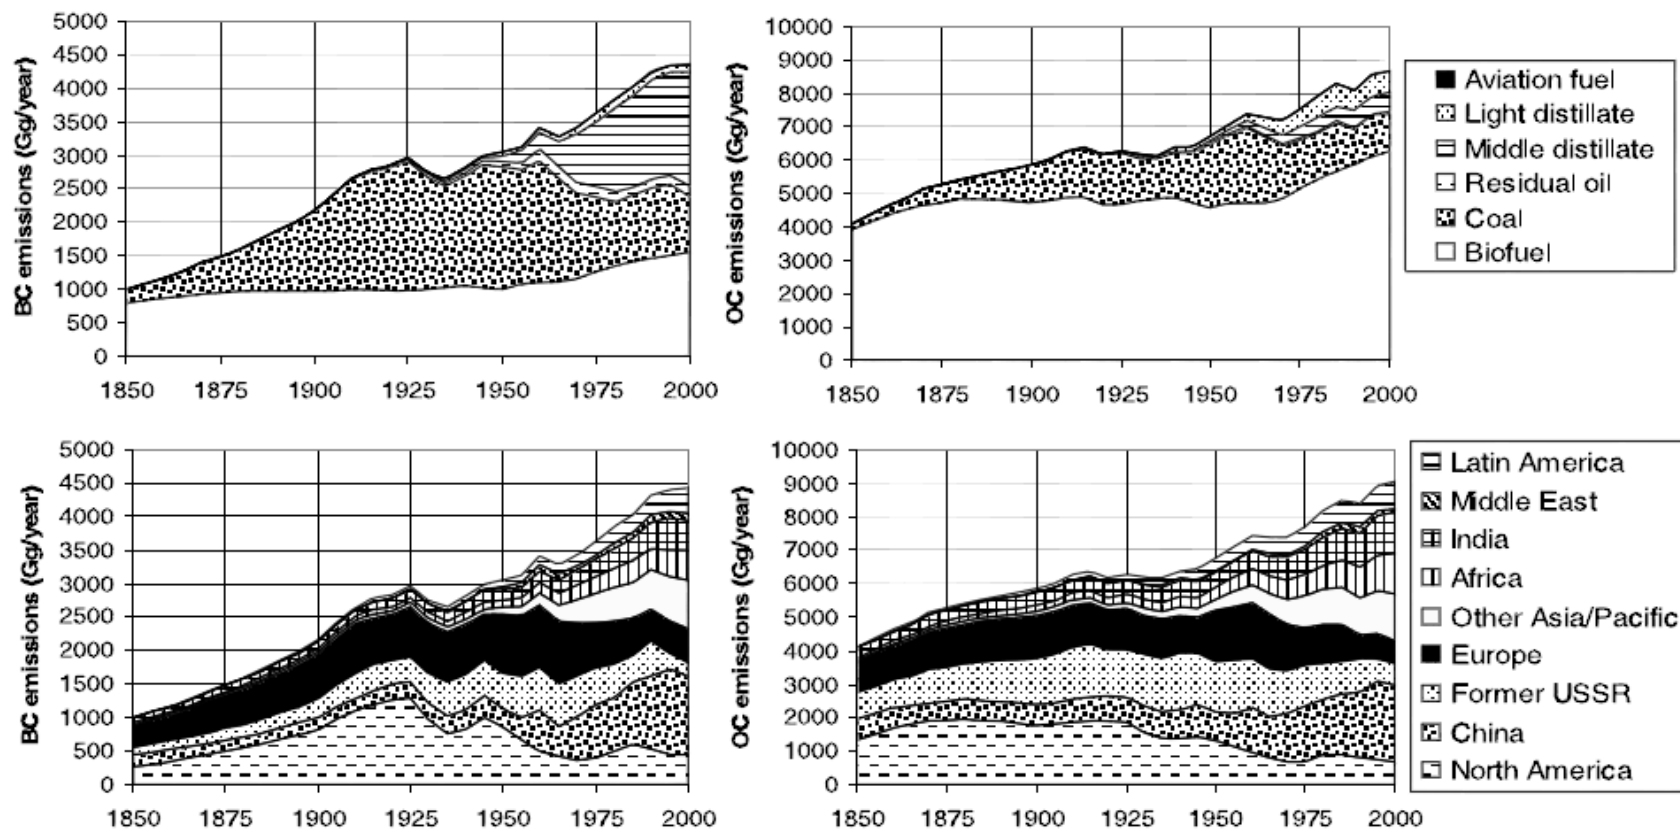 BC emissions (Gg/year)
5000
4500
4000
3500
3000
2500
2000
1500
1000
500
0
1850 1875 1900 1925 1950 1975 2000
OC emissions (Gg/year)
10000
9000
8000
7000
6000
5000
4000
3000
2000
1000
0
1850 1875 1900 1925 1950 1975 2000
Aviation fuel
Light distillate
Middle distillate
Residual oil
Coal
Biofuel
BC emissions (Gg/year)
5000
4500
4000
3500
3000
2500
2000
1500
1000
500
0
1850 1875 1900 1925 1950 1975 2000
OC emissions (Gg/year)
10000
9000
8000
7000
6000
5000
4000
3000
2000
1000
0
1850 1875 1900 1925 1950 1975 2000
Latin America
Middle East
India
Africa
Other Asia/Pacific
Europe
Former USSR
China
North America